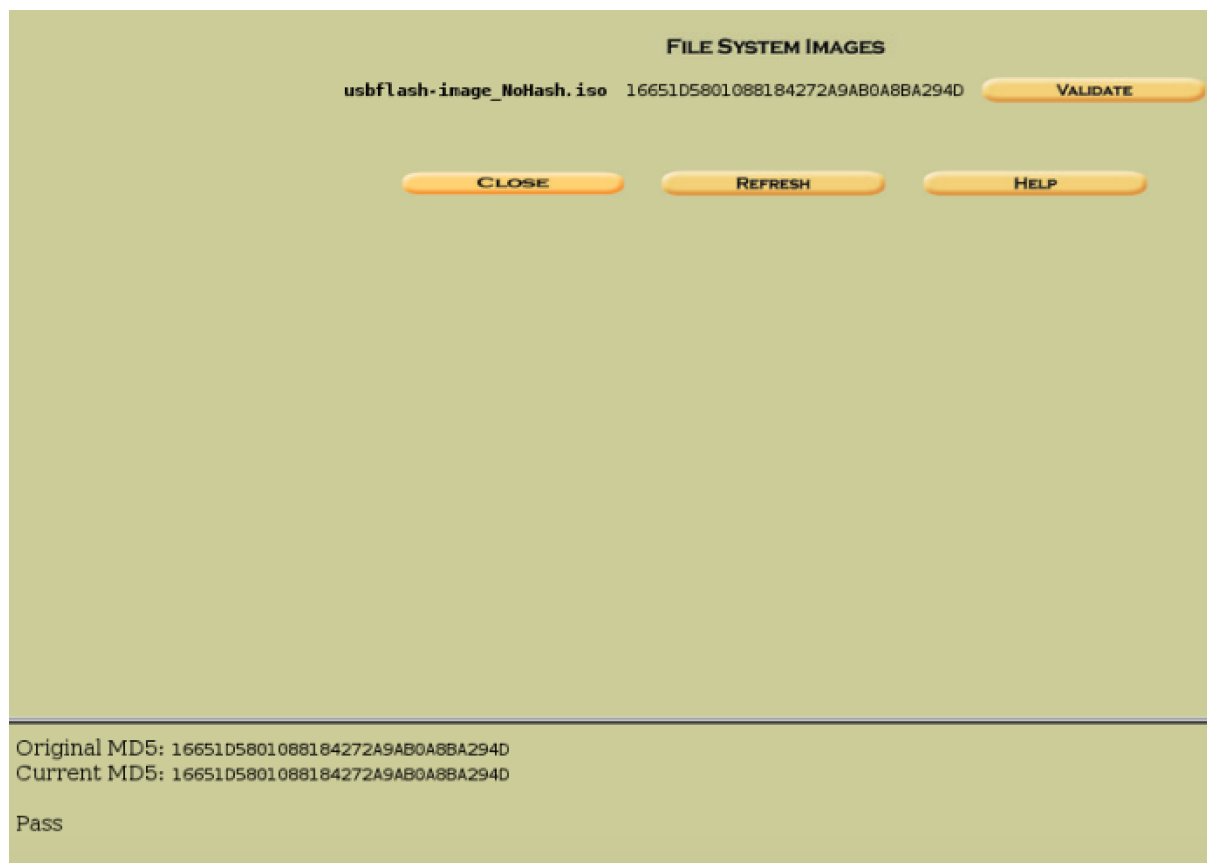 FILE SYSTEM IMAGES
usbflash-image_NoHash.iso 16651D5801088184272A9AB0A8BA294D VALIDATE
CLOSE REFRESH HELP
Original MD5: 16651D5801088184272A9AB0A8BA294D
Current MD5: 16651D5801088184272A9AB0A8BA294D
Pass